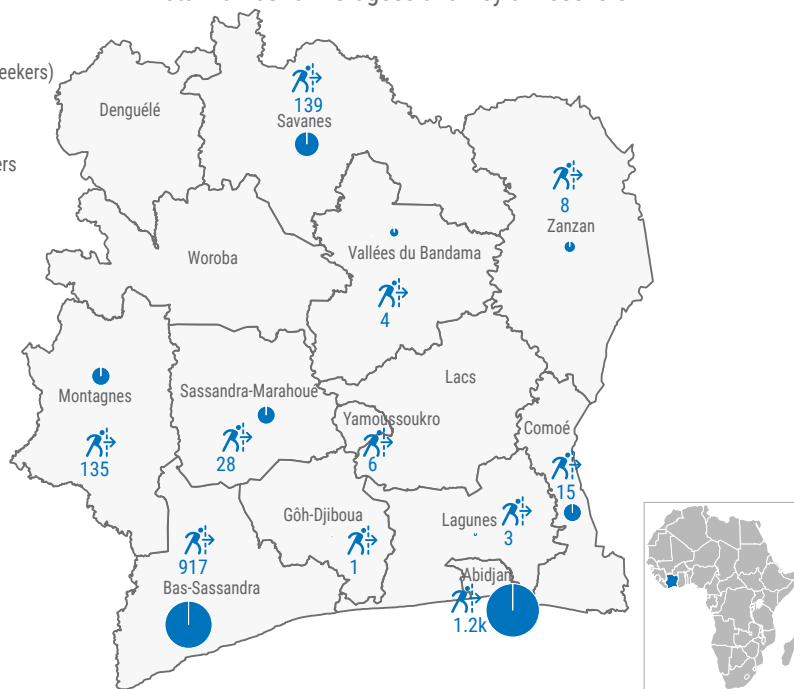 eekers)
ers
Denguélé
139
Savanes
8
Zanzan
Woroba
Vallées du Bandama
4
Montagnes
135
Sassandra-Marahoué
28
Lacs
Yamoussoukro
6
Comoé
15
Gôh-Djiboua
1
Lagunes
3
917
Bas-Sassandra
Abidjan
1.2k